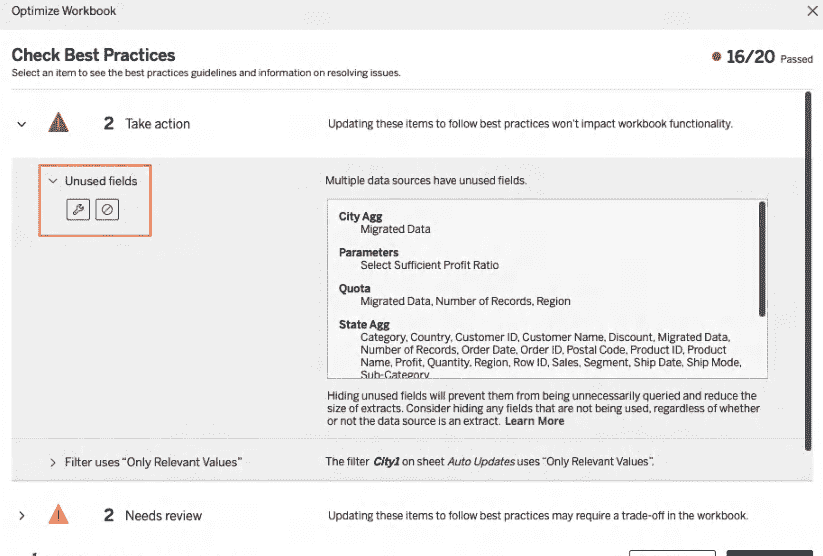 Optimize Workbook
Check Best Practices
16/20 Passed
Select an item to see the best practices guidelines and information on resolving issues.
2 Take action
Updating these items to follow best practices won't impact workbook functionality.
Unused fields
Multiple data sources have unused fields.
City Agg
Migrated Data
Parameters
Select Sufficient Profit Ratio
Quota
Migrated Data, Number of Records, Region
State Agg
Category, Country, Customer ID, Customer Name, Discount, Migrated Data,
Number of Records, Order Date, Order ID, Postal Code, Product ID, Product
Name, Profit, Quantity, Region, Row ID, Sales, Segment, Ship Date, Ship Mode,
Sub-Category
Hiding unused fields will prevent them from being unnecessarily queried and reduce the
size of extracts. Consider hiding any fields that are not being used, regardless of whether
or not the data source is an extract. Learn More
Filter uses "Only Relevant Values"
The filter City1 on sheet Auto Updates uses "Only Relevant Values".
2 Needs review
Updating these items to follow best practices may require a trade-off in the workbook.